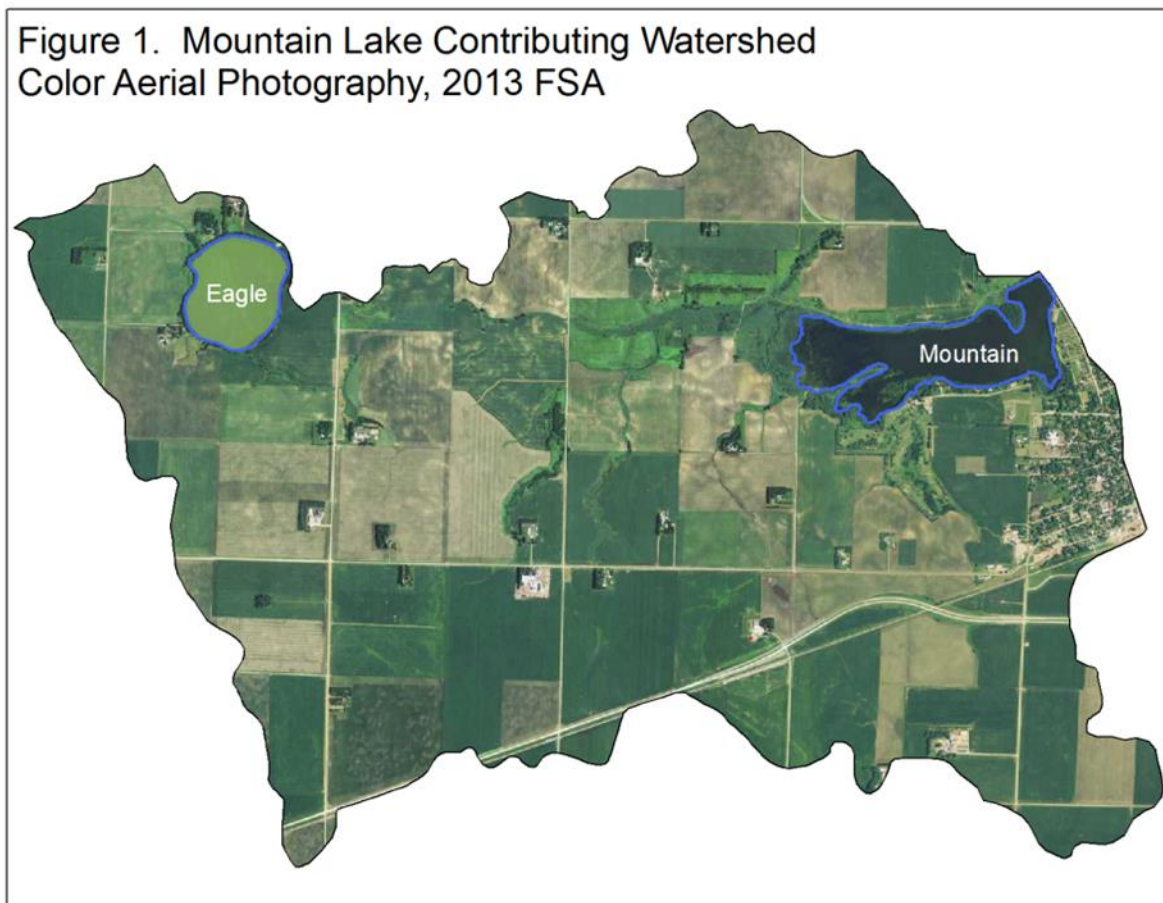 Figure 1.  Mountain Lake Contributing Watershed
Color Aerial Photography, 2013 FSA
Eagle
Mountain